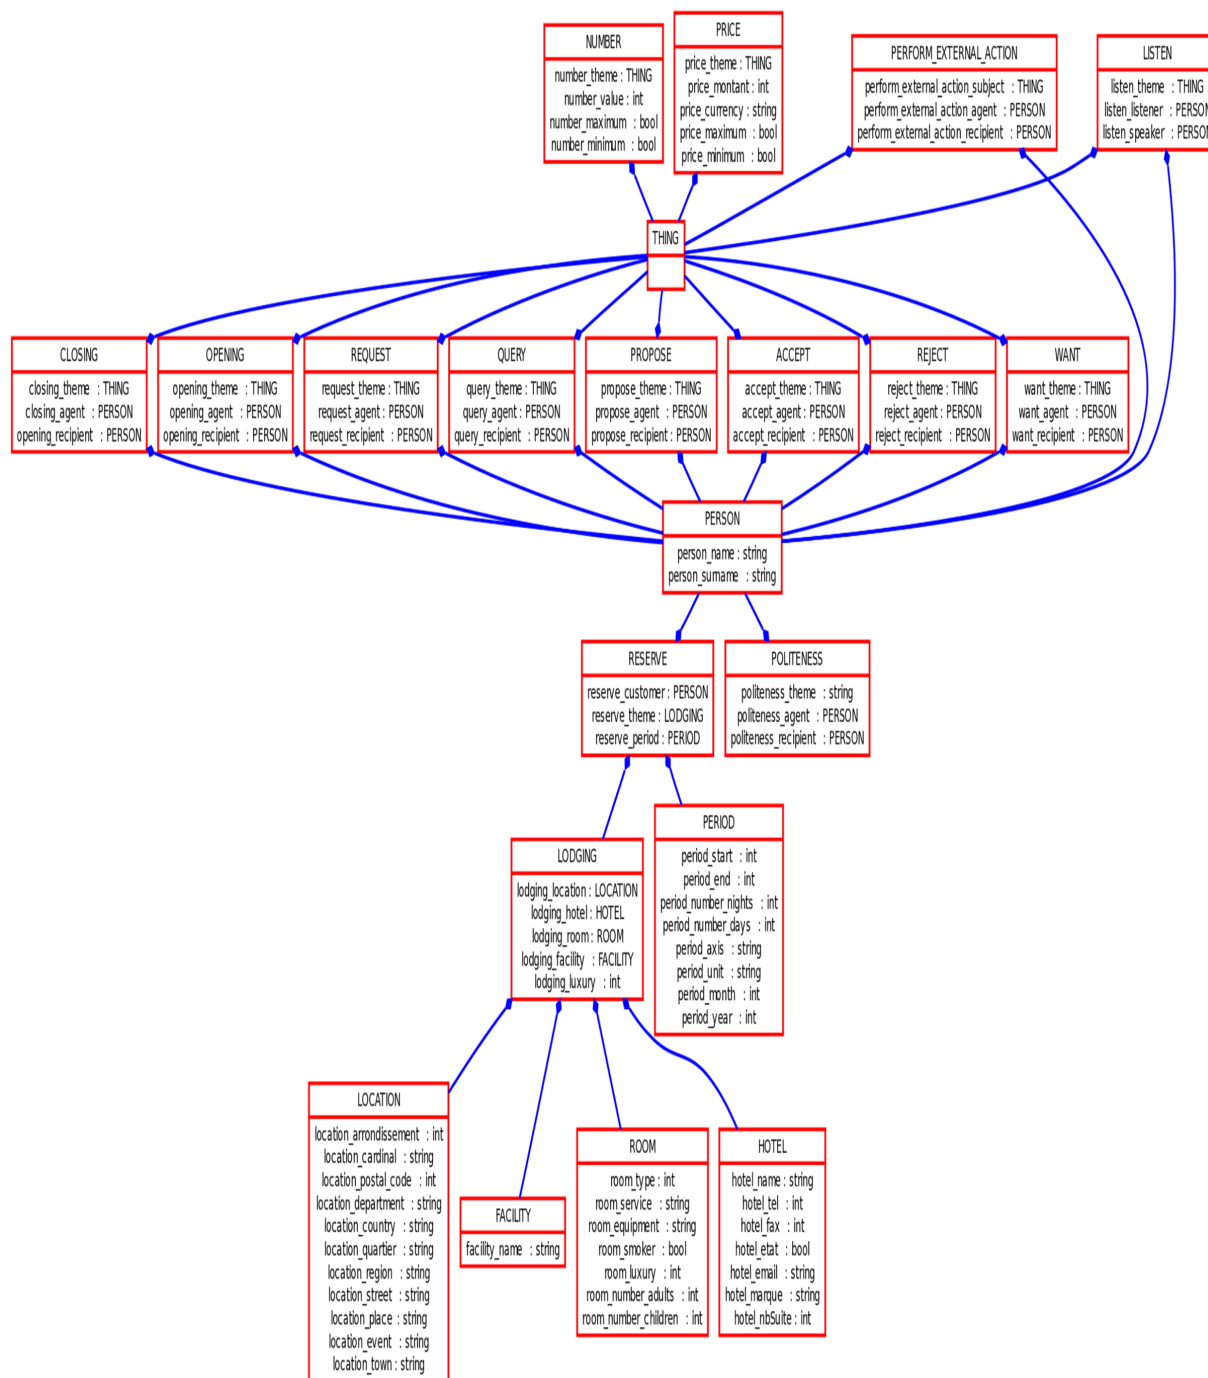 NUMBER
number_theme : THING
number_value : int
number_maximum : bool
number_minimum : bool
PRICE
price_theme : THING
price_montant : int
price_currency : string
price_maximum : bool
price_minimum : bool
PERFORM_EXTERNAL_ACTION
perform_external_action_subject : THING
perform_external_action_agent : PERSON
perform_external_action_recipient : PERSON
LISTEN
listen_theme : THING
listen_listener : PERSON
listen_speaker : PERSON
THING
CLOSING
closing_theme : THING
closing_agent : PERSON
opening_recipient : PERSON
OPENING
opening_theme : THING
opening_agent : PERSON
opening_recipient : PERSON
REQUEST
request_theme : THING
request_agent : PERSON
request_recipient : PERSON
QUERY
query_theme : THING
query_agent : PERSON
query_recipient : PERSON
PROPOSE
propose_theme : THING
propose_agent : PERSON
propose_recipient : PERSON
ACCEPT
accept_theme : THING
accept_agent : PERSON
accept_recipient : PERSON
REJECT
reject_theme : THING
reject_agent : PERSON
reject_recipient : PERSON
WANT
want_theme : THING
want_agent : PERSON
want_recipient : PERSON
PERSON
person_name : string
person_surname : string
RESERVE
reserve_customer : PERSON
reserve_theme : LODGING
reserve_period : PERIOD
POLITENESS
politeness_theme : string
politeness_agent : PERSON
politeness_recipient : PERSON
LODGING
lodging_location : LOCATION
lodging_hotel : HOTEL
lodging_room : ROOM
lodging_facility : FACILITY
lodging_luxury : int
PERIOD
period_start : int
period_end : int
period_number_nights : int
period_number_days : int
period_axis : string
period_unit : string
period_month : int
period_year : int
LOCATION
location_arrondissement : int
location_cardinal : string
location_postal_code : int
location_department : string
location_country : string
location_quartier : string
location_region : string
location_street : string
location_place : string
location_event : string
location_town : string
FACILITY
facility_name : string
ROOM
room_type : int
room_service : string
room_equipment : string
room_smoker : bool
room_luxury : int
room_number_adults : int
room_number_children : int
HOTEL
hotel_name : string
hotel_tel : int
hotel_fax : int
hotel_etat : bool
hotel_email : string
hotel_marque : string
hotel_nbSuite : int